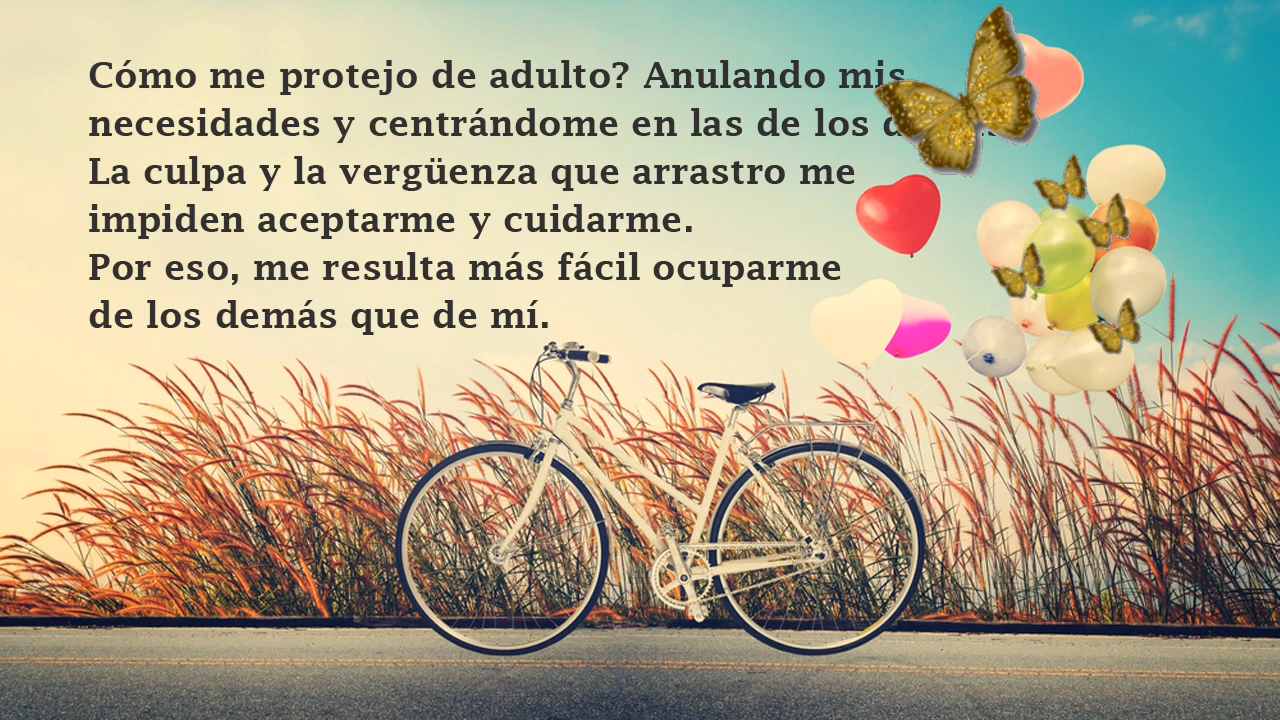 Cómo me protejo de adulto? Anulando mis
necesidades y centrándome en las de los
La culpa y la vergüenza que arrastro me
impiden aceptarme y cuidarme.
Por eso, me resulta más fácil ocuparme
de los demás que de mí.